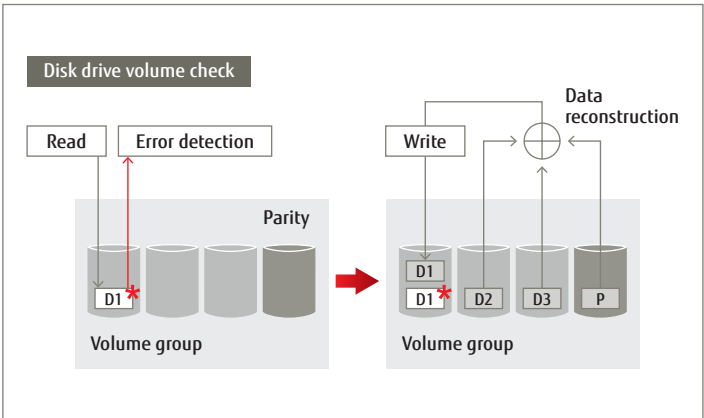 Disk drive volume check
Read
Error detection
Parity
D1*
Volume group
Data
reconstruction
Write
D1
D1*
D2
D3
P
Volume group